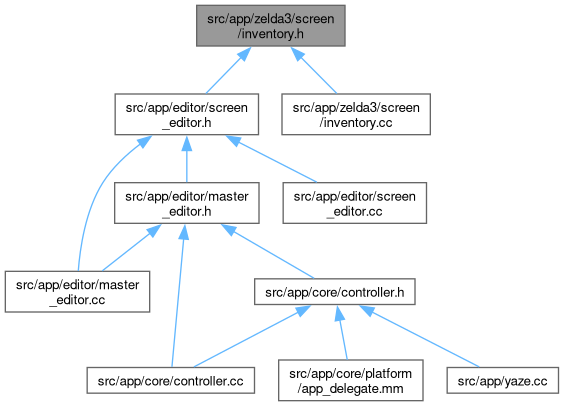 src/app/zelda3/screen
/inventory.h
src/app/editor/screen
_editor.h
src/app/zelda3/screen
/inventory.cc
src/app/editor/master
_editor.h
src/app/editor/screen
_editor.cc
src/app/editor/master
_editor.cc
src/app/core/controller.h
src/app/core/controller.cc
src/app/core/platform
/app_delegate.mm
src/app/yaze.cc